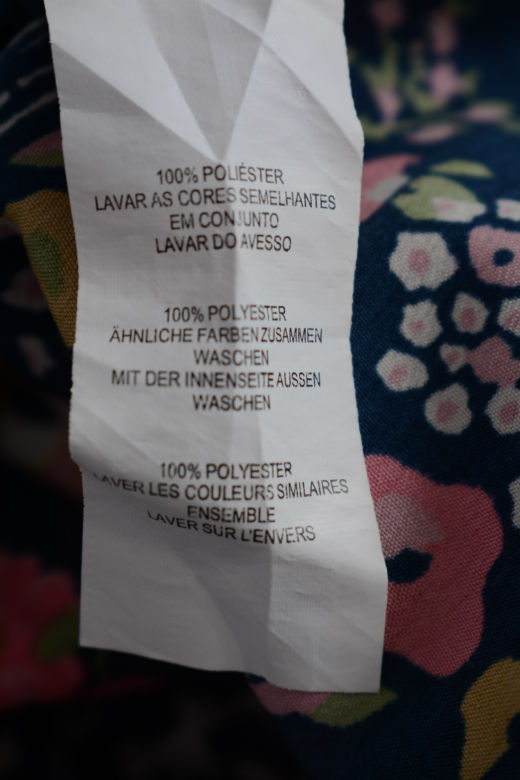 100% POLIÉSTER
LAVAR AS CORES SEMELHANTES
EM CONJUNTO
LAVAR DO AVESSO
100% POLYESTER
ÄHNLICHE FARBEN ZUSAMMEN
WASCHEN
MIT DER INNENSEITE AUSSEN
WASCHEN
100% POLYESTER
LAVER LES COULEURS SIMILAIRES
ENSEMBLE
LAVER SUR L'ENVERS